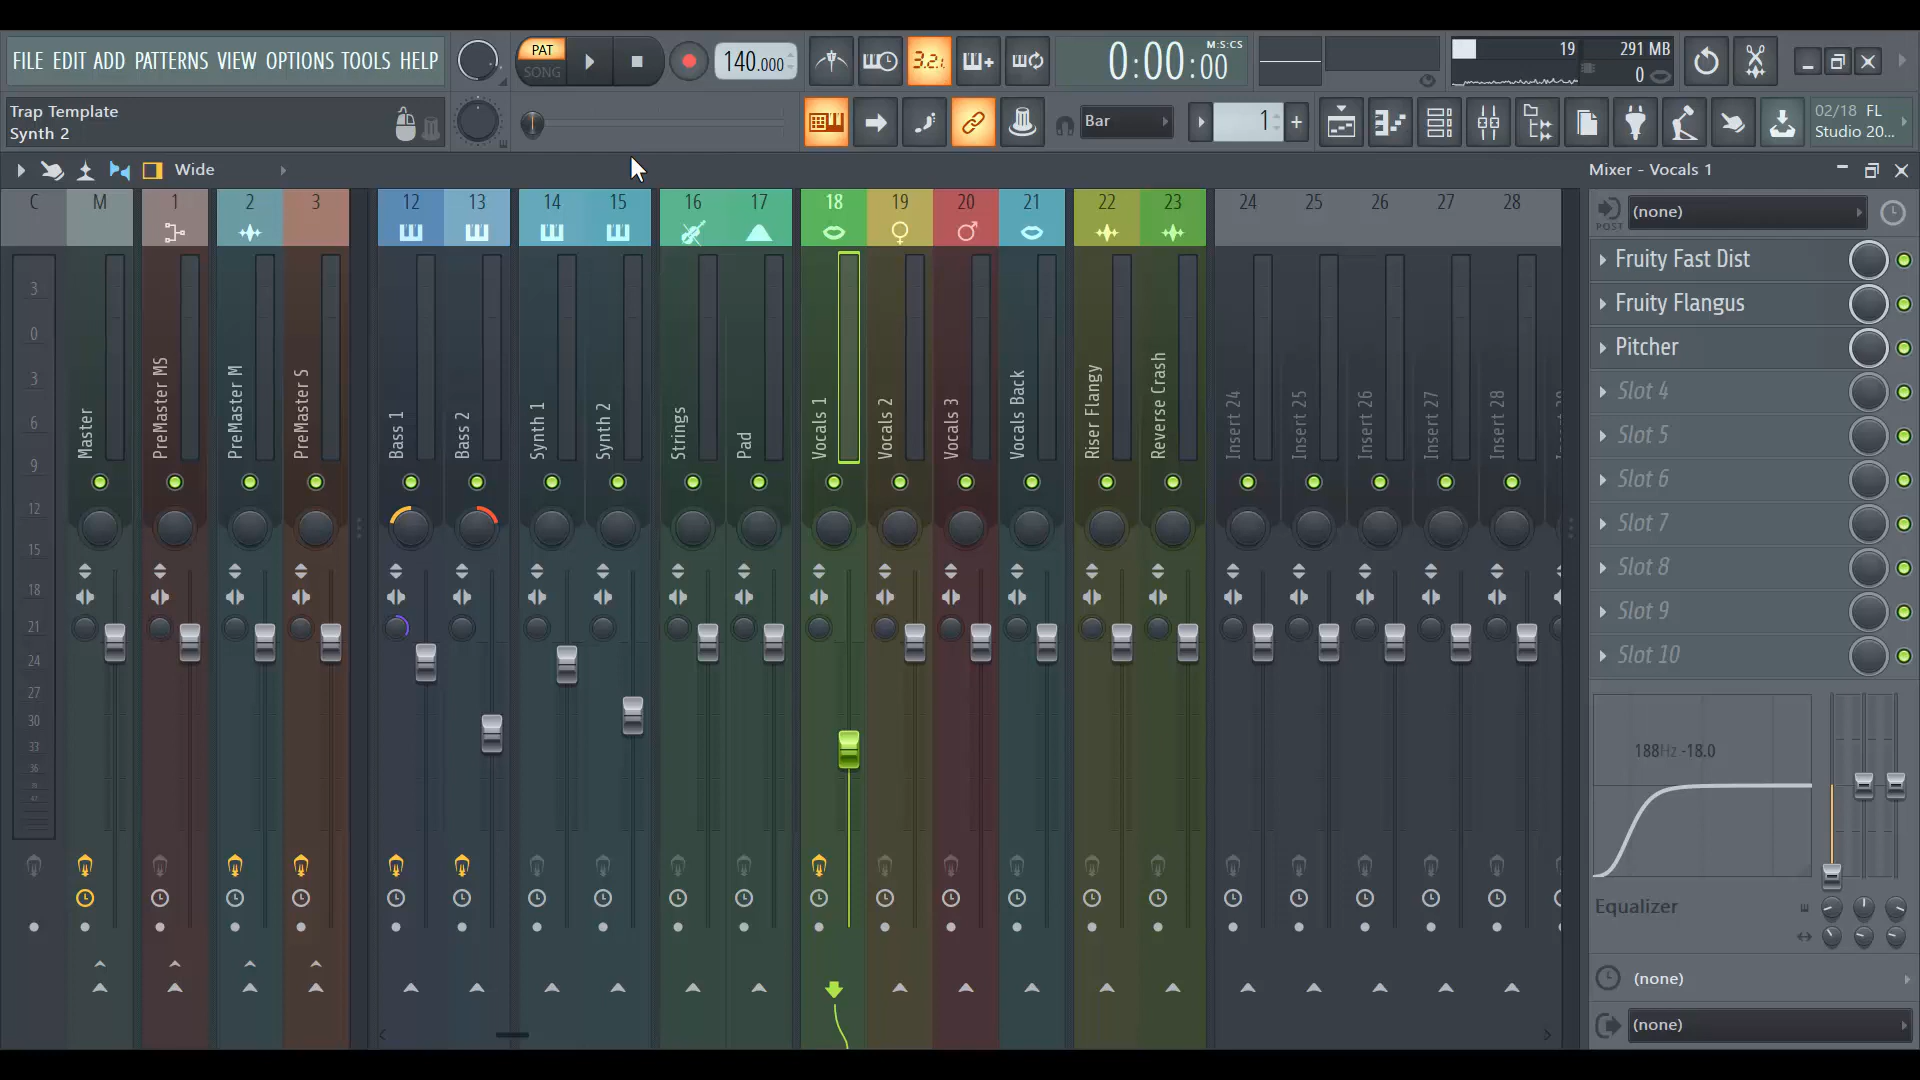 FILE EDIT ADD PATTERNS VIEW OPTIONS TOOLS HELP
PAT
SONG
140.000
3.2.1.
0:00:00
M:S:CS
19
291 MB
0
Trap Template
Synth 2
Bar
1
02/18 FL
Studio 20...
Wide
Mixer - Vocals 1
C M 1 2 3 12 13 14 15 16 17 18 19 20 21 22 23 24 25 26 27 28
3
0
3
6
9
12
15
18
21
24
27
30
33
36
Master
PreMaster MS
PreMaster M
PreMaster S
Bass 1
Bass 2
Synth 1
Synth 2
Strings
Pad
Vocals 1
Vocals 2
Vocals 3
Vocals Back
Riser Flangy
Reverse Crash
Insert 24
Insert 25
Insert 26
Insert 27
Insert 28
POST
(none)
Fruity Fast Dist
Fruity Flangus
Pitcher
Slot 4
Slot 5
Slot 6
Slot 7
Slot 8
Slot 9
Slot 10
188Hz -18.0
Equalizer
(none)
(none)